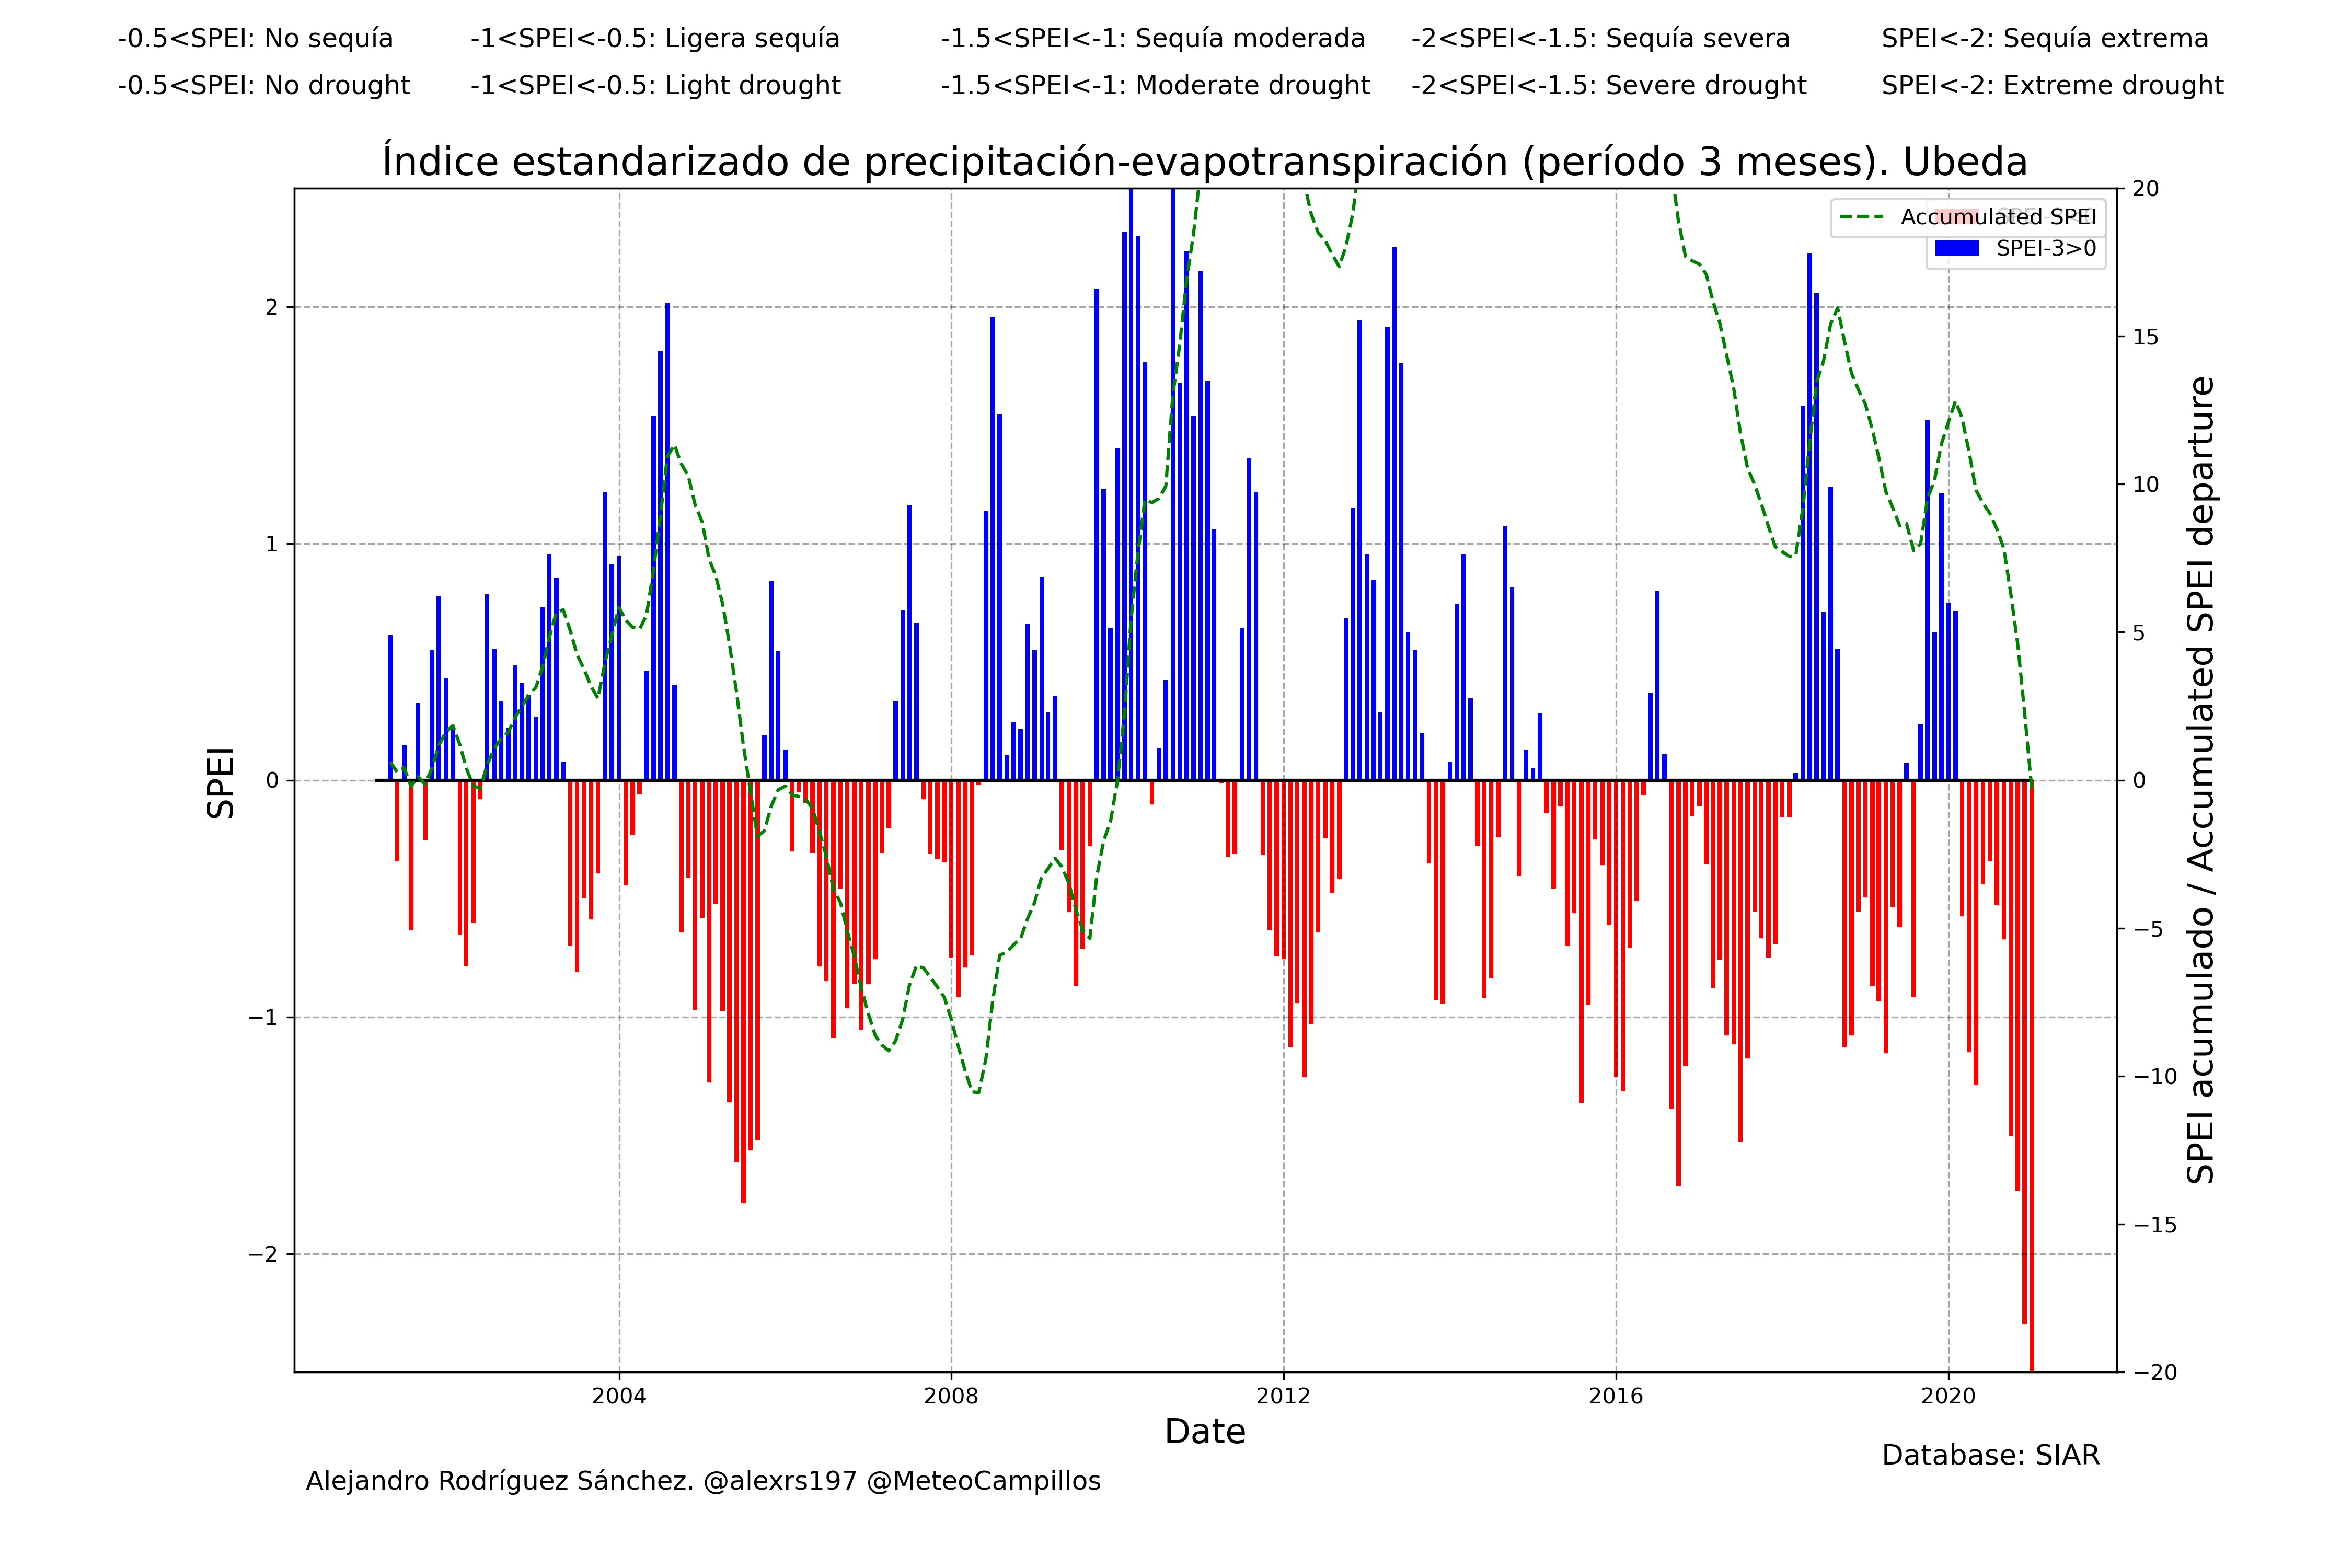 -0.5<SPEI: No sequía -1<SPEI<-0.5: Ligera sequía -1.5<SPEI<-1: Sequía moderada -2<SPEI<-1.5: Sequía severa SPEI<-2: Sequía extrema
-0.5<SPEI: No drought -1<SPEI<-0.5: Light drought -1.5<SPEI<-1: Moderate drought -2<SPEI<-1.5: Severe drought SPEI<-2: Extreme drought
Índice estandarizado de precipitación-evapotranspiración (período 3 meses). Ubeda
Accumulated SPEI
SPEI-3>0
SPEI
2
1
0
−1
−2
20
15
10
5
0
−5
−10
−15
−20
SPEI acumulado / Accumulated SPEI departure
2004 2008 2012 2016 2020
Date
Database: SIAR
Alejandro Rodríguez Sánchez. @alexrs197 @MeteoCampillos